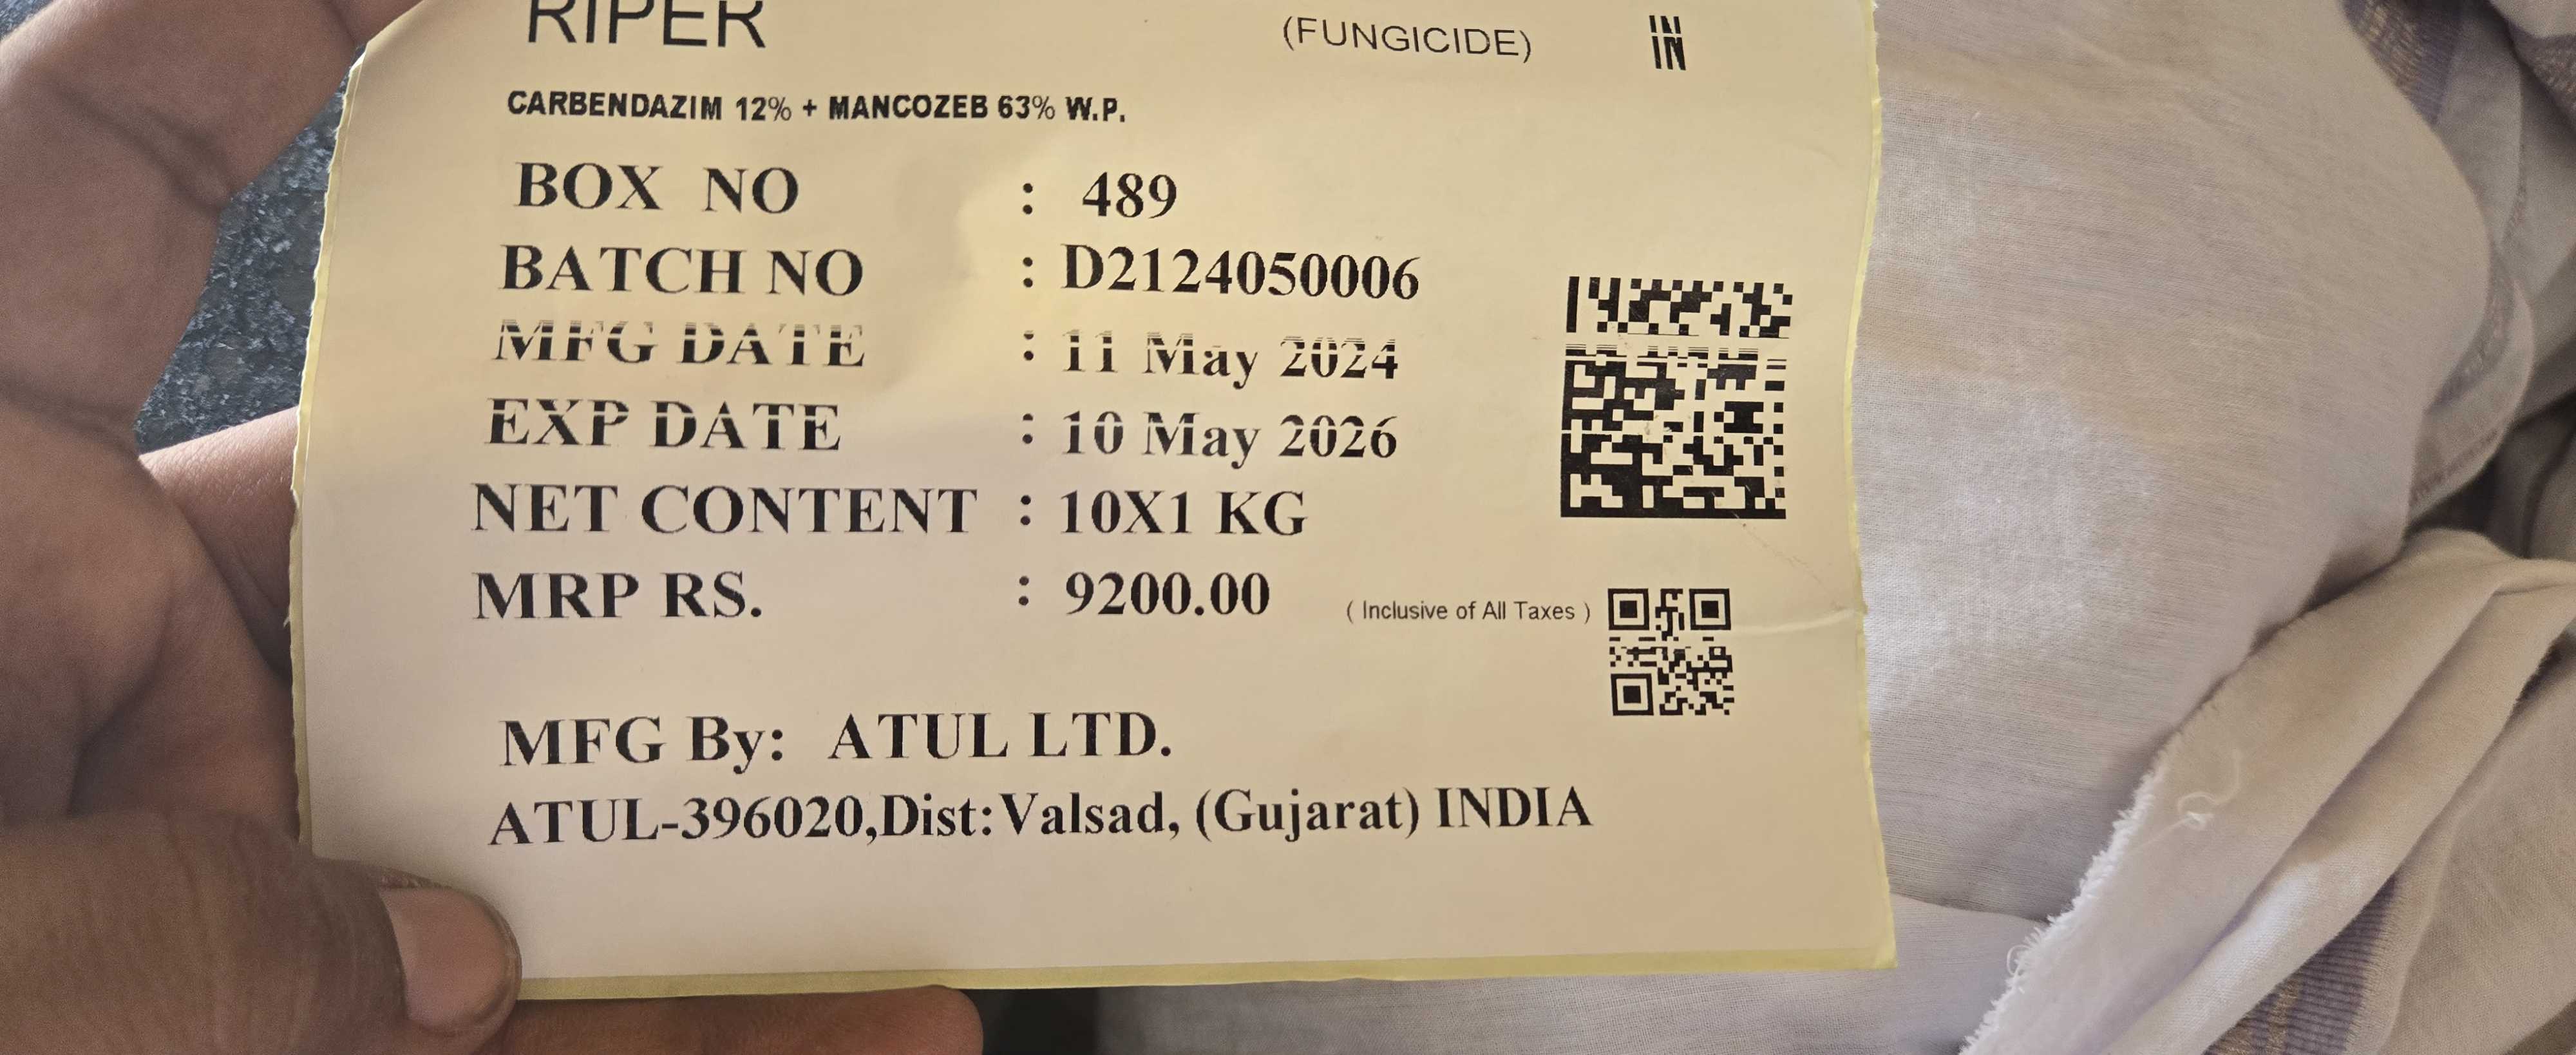 RIPER (FUNGICIDE) IN
CARBENDAZIM 12% + MANCOZEB 63% W.P.
BOX NO : 489
BATCH NO : D2124050006
MFG DATE : 11 May 2024
EXP DATE : 10 May 2026
NET CONTENT : 10X1 KG
MRP RS. : 9200.00 ( Inclusive of All Taxes )
MFG By: ATUL LTD.
ATUL-396020,Dist:Valsad, (Gujarat) INDIA